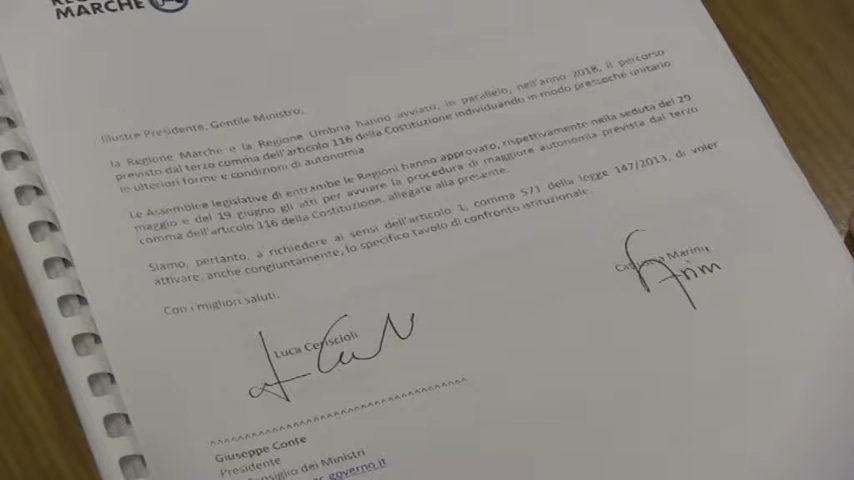 MARCHE
Illustre Presidente, Gentile Ministro,
la Regione Marche e la Regione Umbria hanno avviato, in parallelo, nell'anno 2018, il percorso
previsto dal terzo comma dell'articolo 116 della Costituzione individuando in modo pressoché unitario
le ulteriori forme e condizioni di autonomia.
Le Assemblee legislative di entrambe le Regioni hanno approvato, rispettivamente nella seduta del 29
maggio e del 19 giugno gli atti per avviare la procedura di maggiore autonomia prevista dal terzo
comma dell'articolo 116 della Costituzione, allegate alla presente.
Siamo, pertanto, a richiedere ai sensi dell'articolo 1, comma 571 della legge 147/2013, di voler
attivare, anche congiuntamente, lo specifico tavolo di confronto istituzionale.
Con i migliori saluti.
Marini
Luca Ceriscioli
^^^^^^^^^^^^^^^^^^^^^^^^^^^^^^^^^^^^^^
Giuseppe Conte
Presidente
Consiglio dei Ministri
governo.it